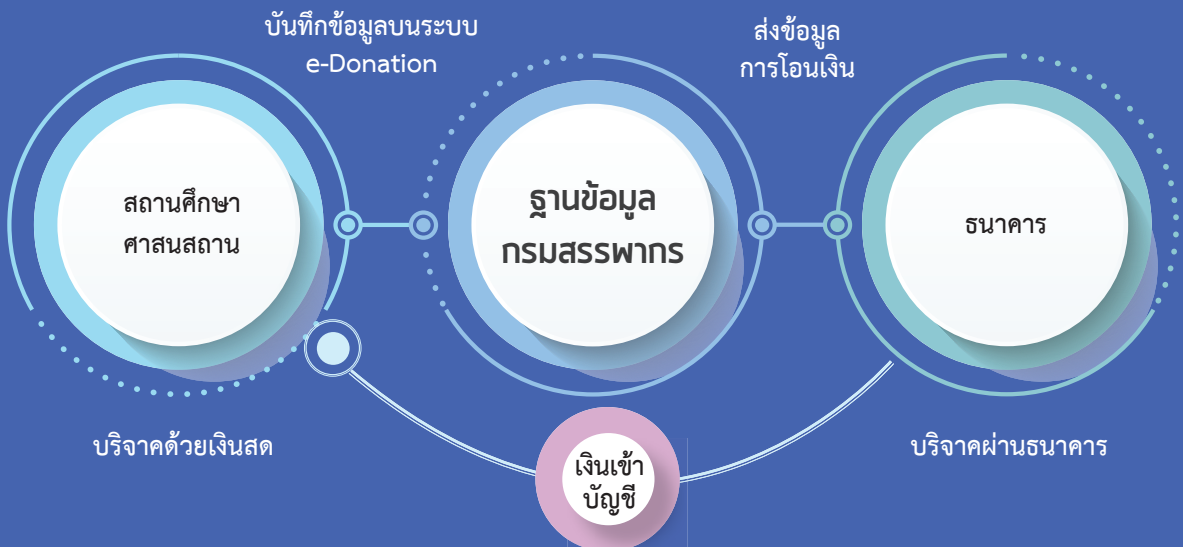 บันทึกข้อมูลบนระบบ
e-Donation
ส่งข้อมูล
การโอนเงิน
สถานศึกษา
ศาสนสถาน
ฐานข้อมูล
กรมสรรพากร
ธนาคาร
บริจาคด้วยเงินสด
เงินเข้า
บัญชี
บริจาคผ่านธนาคาร